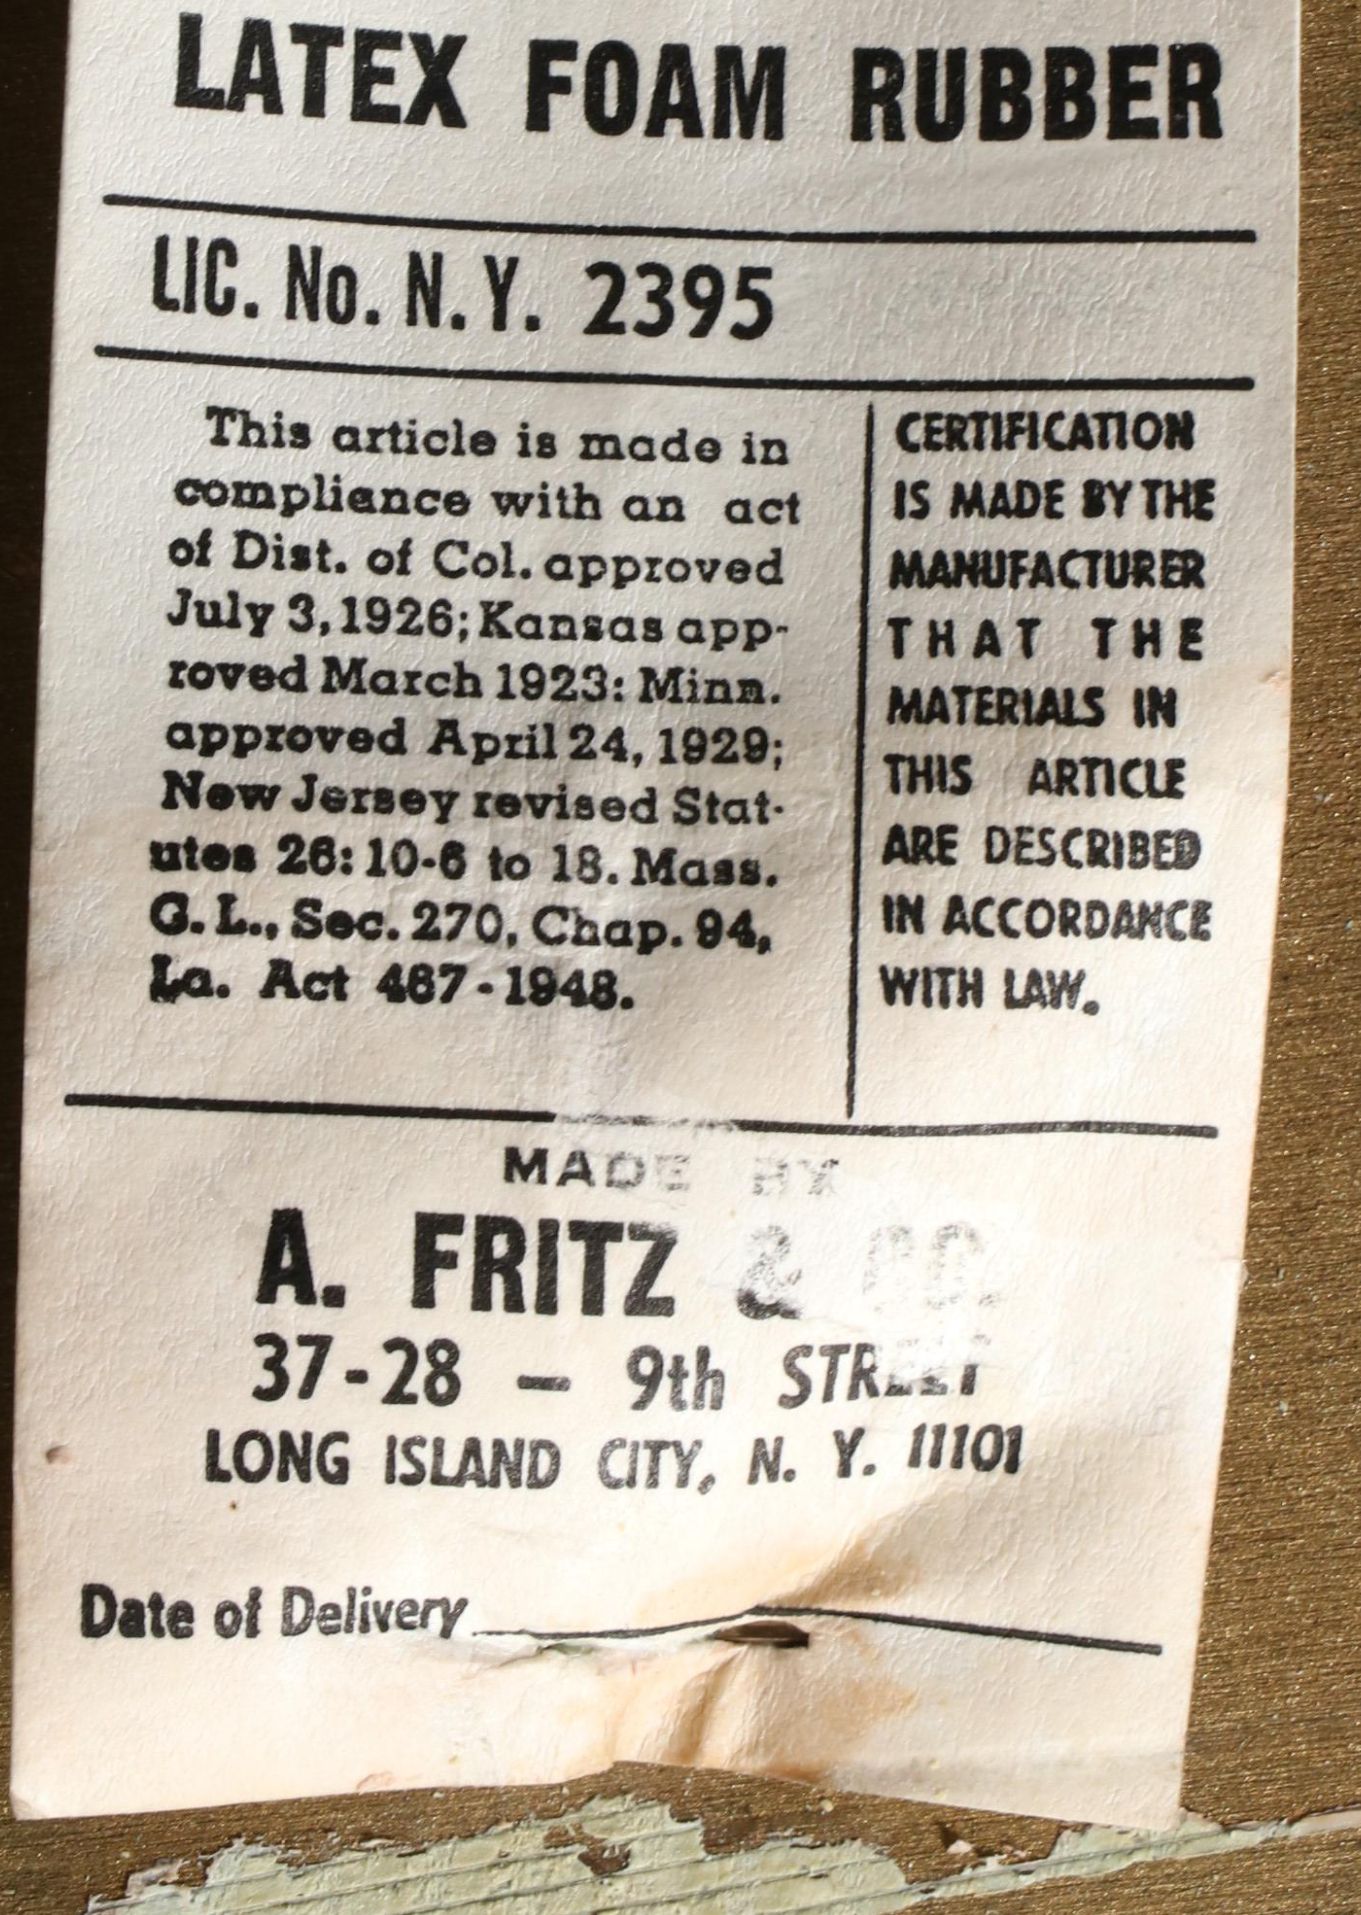 LATEX FOAM RUBBER
LIC. No. N. Y. 2395
This article is made in
compliance with an act
of Dist. of Col. approved
July 3, 1926; Kansas app-
roved March 1923: Minn.
approved April 24, 1929;
New Jersey revised Stat-
utes 26: 10-6 to 18. Mass.
G. L., Sec. 270, Chap. 94,
La. Act 467-1948.
CERTIFICATION
IS MADE BY THE
MANUFACTURER
THAT THE
MATERIALS IN
THIS ARTICLE
ARE DESCRIBED
IN ACCORDANCE
WITH LAW.
MADE BY
A. FRITZ & CO.
37-28 — 9th STREET
LONG ISLAND CITY, N. Y. 11101
Date of Delivery